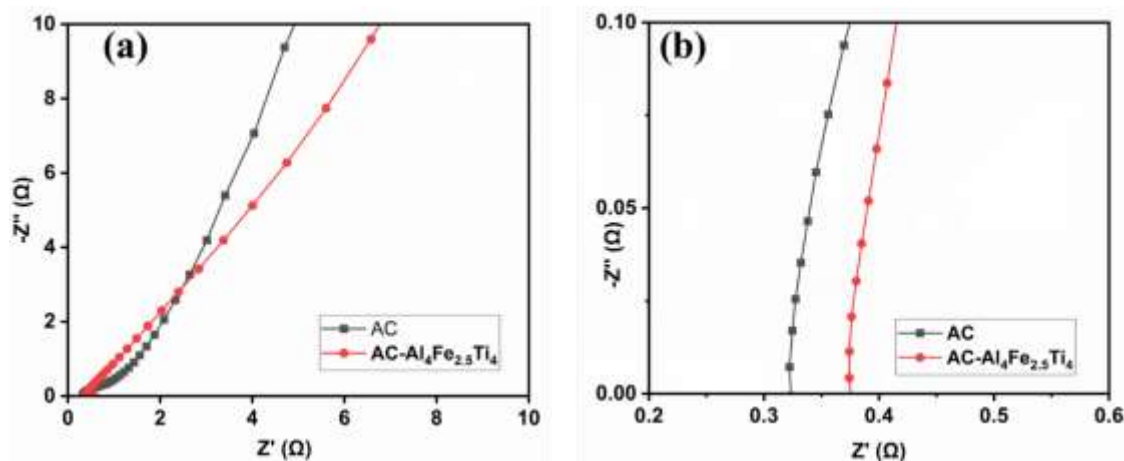 (a)
10
8
6
4
2
0
-Z'' (Ω)
0 2 4 6 8 10
Z' (Ω)
AC
AC-Al₄Fe₂.₅Ti₄
(b)
0.10
0.05
0.00
-Z'' (Ω)
0.2 0.3 0.4 0.5 0.6
Z' (Ω)
AC
AC-Al₄Fe₂.₅Ti₄